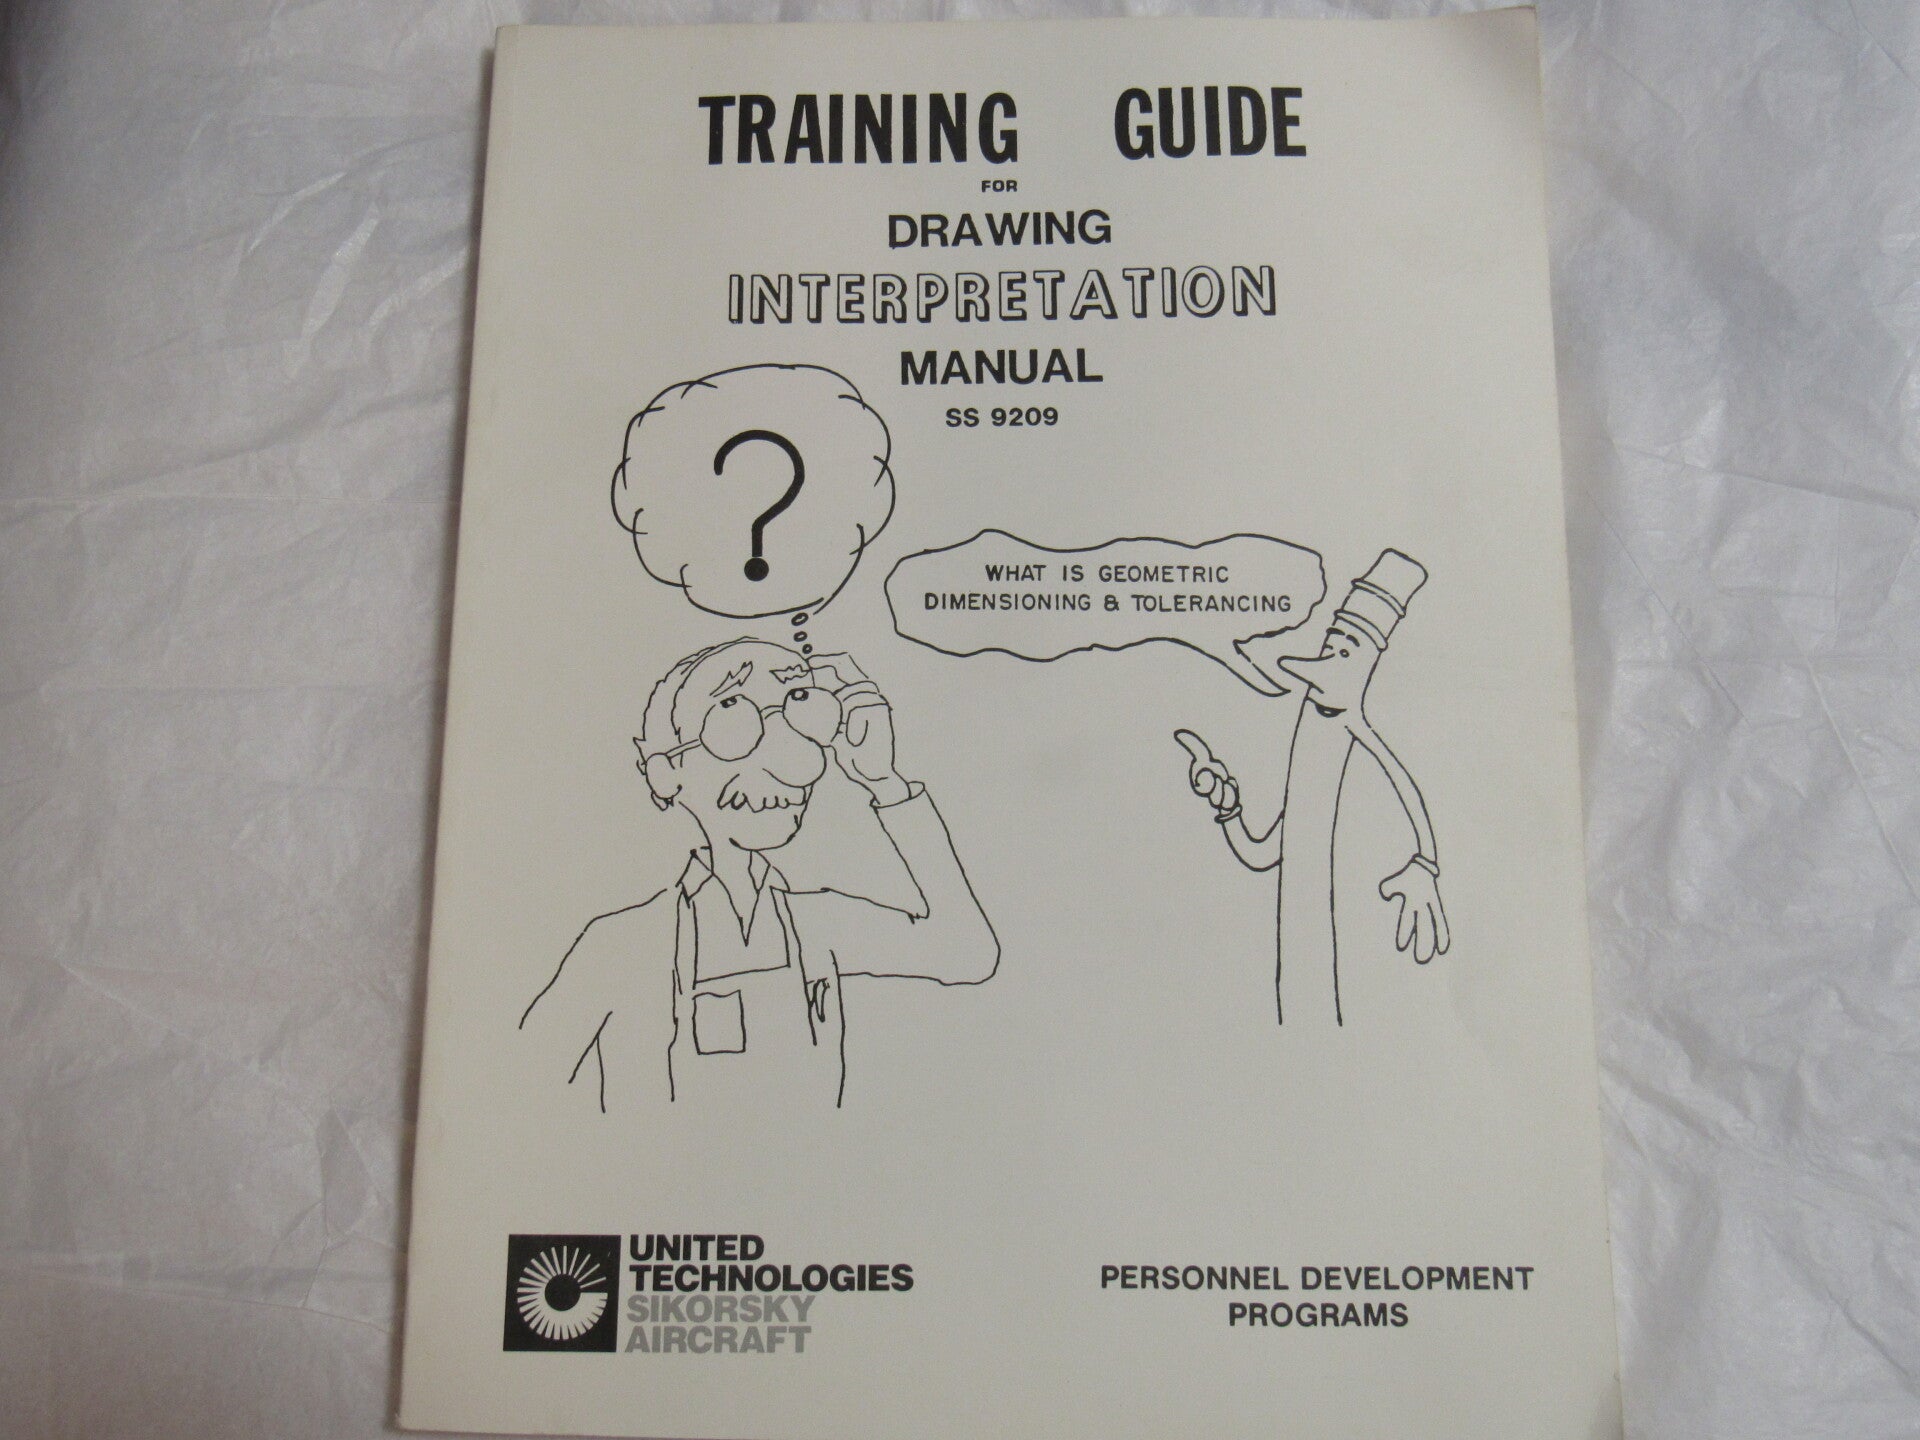 TRAINING GUIDE
FOR
DRAWING
INTERPRETATION
MANUAL
SS 9209
?
WHAT IS GEOMETRIC
DIMENSIONING & TOLERANCING
UNITED
TECHNOLOGIES
SIKORSKY
AIRCRAFT
PERSONNEL DEVELOPMENT
PROGRAMS